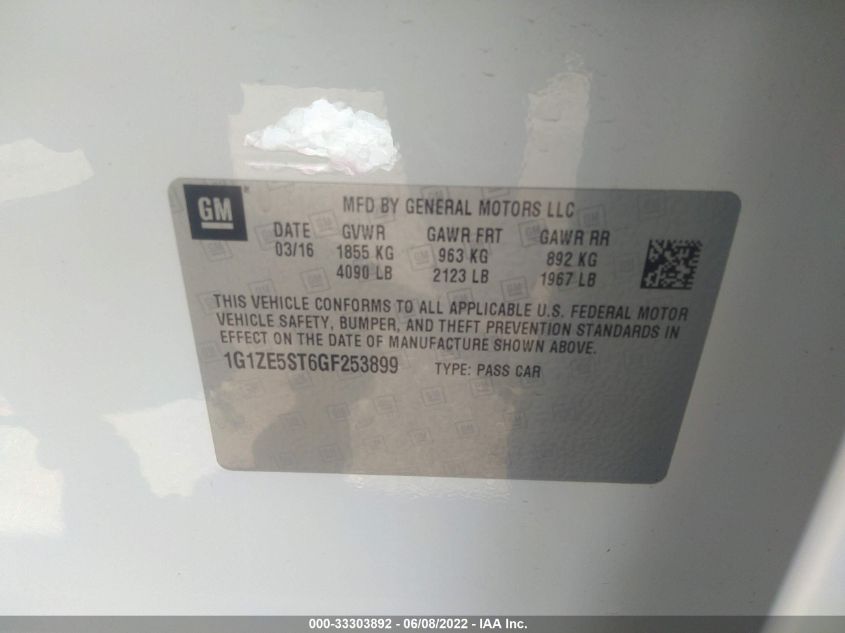 GM
MFD BY GENERAL MOTORS LLC
DATE GVWR GAWR FRT GAWR RR
03/16 1855 KG 963 KG 892 KG
4090 LB 2123 LB 1967 LB
THIS VEHICLE CONFORMS TO ALL APPLICABLE U.S. FEDERAL MOTOR
VEHICLE SAFETY, BUMPER, AND THEFT PREVENTION STANDARDS IN
EFFECT ON THE DATE OF MANUFACTURE SHOWN ABOVE.
1G1ZE5ST6GF253899 TYPE: PASS CAR
000-33303892 - 06/08/2022 - IAA Inc.